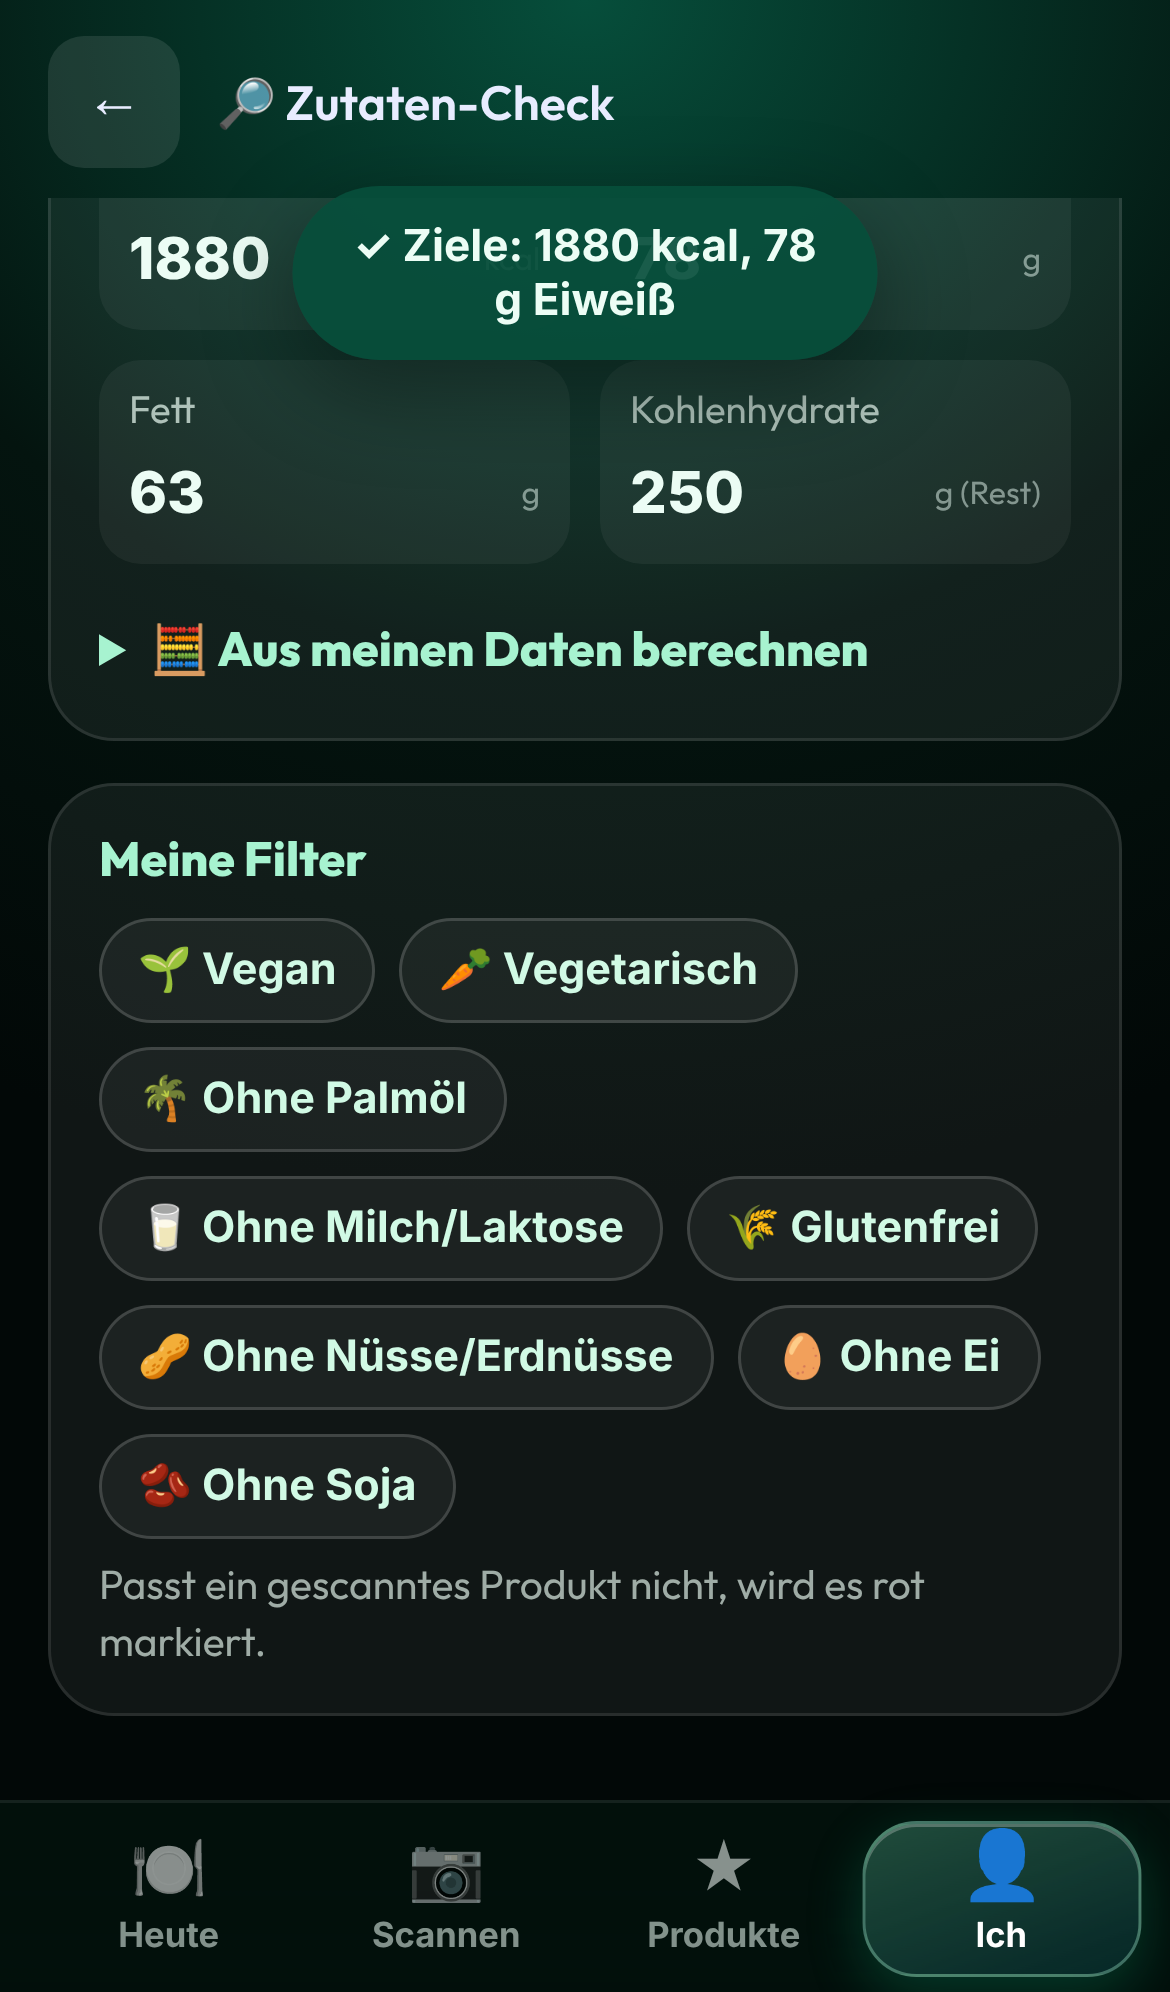 ← 🔎 Zutaten-Check
✓ Ziele: 1880 kcal, 78
g Eiweiß
1880 kcal 78 g
Fett Kohlenhydrate
63 g 250 g (Rest)
▶ 🧮 Aus meinen Daten berechnen
Meine Filter
🌱 Vegan 🥕 Vegetarisch
🌴 Ohne Palmöl
🥛 Ohne Milch/Laktose 🌾 Glutenfrei
🥜 Ohne Nüsse/Erdnüsse 🥚 Ohne Ei
🫘 Ohne Soja
Passt ein gescanntes Produkt nicht, wird es rot
markiert.
Heute Scannen Produkte Ich